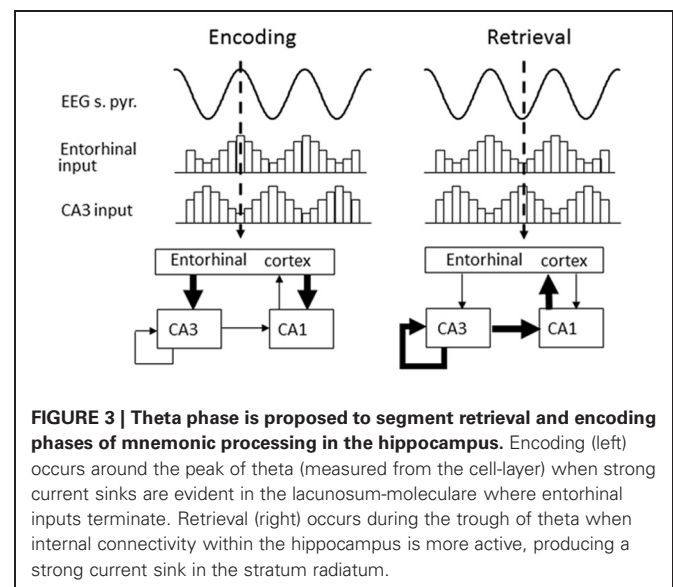 Encoding Retrieval
EEG s. pyr.
Entorhinal
input
CA3 input
Entorhinal cortex Entorhinal cortex
CA3 CA1 CA3 CA1
FIGURE 3 | Theta phase is proposed to segment retrieval and encoding
phases of mnemonic processing in the hippocampus. Encoding (left)
occurs around the peak of theta (measured from the cell-layer) when strong
current sinks are evident in the lacunosum-moleculare where entorhinal
inputs terminate. Retrieval (right) occurs during the trough of theta when
internal connectivity within the hippocampus is more active, producing a
strong current sink in the stratum radiatum.